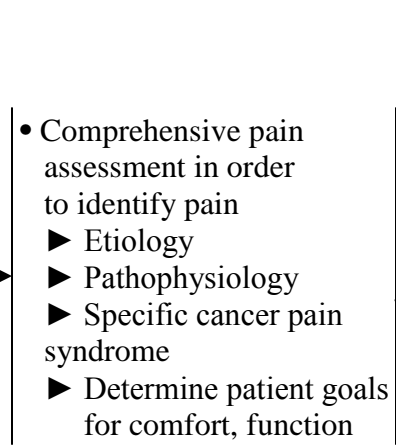 • Comprehensive pain
assessment in order
to identify pain
► Etiology
► Pathophysiology
► Specific cancer pain
syndrome
► Determine patient goals
for comfort, function